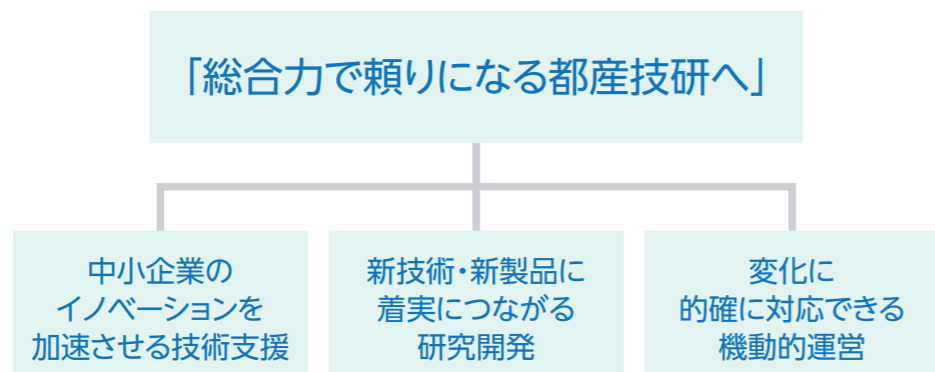 「総合力で頼りになる都産技研へ」
中小企業の
イノベーションを
加速させる技術支援
新技術・新製品に
着実につながる
研究開発
変化に
的確に対応できる
機動的運営